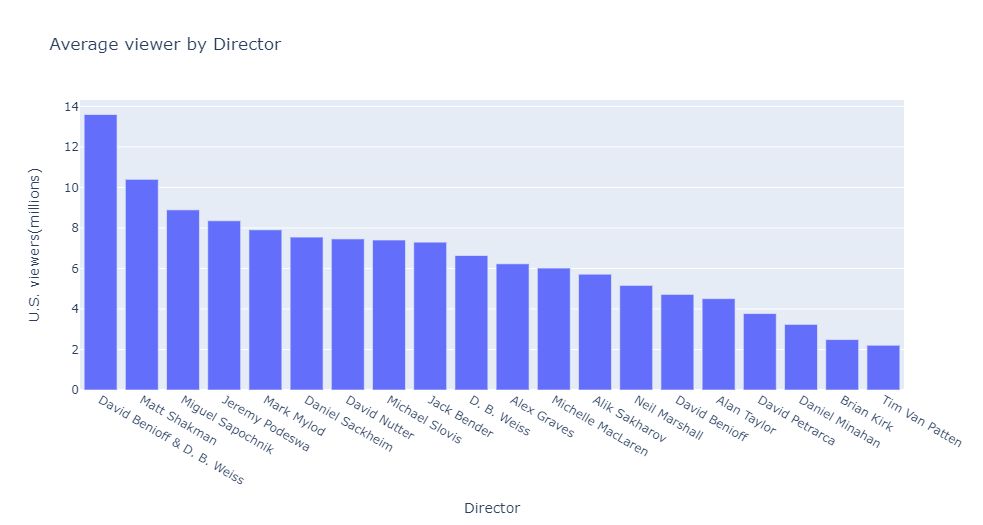 Average viewer by Director
U.S. viewers(millions)
14
12
10
8
6
4
2
0
David Benioff & D. B. Weiss
Matt Shakman
Miguel Sapochnik
Jeremy Podeswa
Mark Mylod
Daniel Sackheim
David Nutter
Michael Slovis
Jack Bender
D. B. Weiss
Alex Graves
Michelle MacLaren
Alik Sakharov
Neil Marshall
David Benioff
Alan Taylor
David Petrarca
Daniel Minahan
Brian Kirk
Tim Van Patten
Director